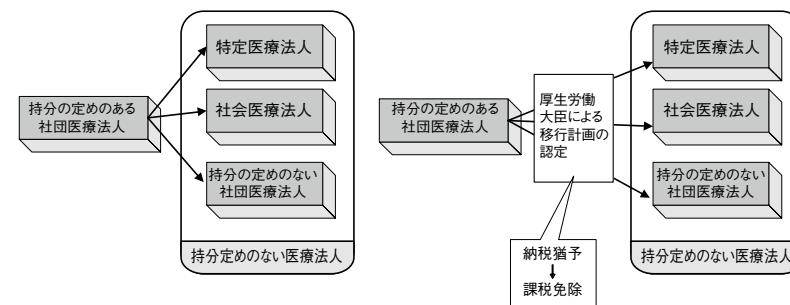 持分の定めのある
社団医療法人
特定医療法人
社会医療法人
持分の定めのない
社団医療法人
持分定めのない医療法人
持分の定めのある
社団医療法人
厚生労働
大臣による
移行計画の
認定
納税猶予
課税免除
特定医療法人
社会医療法人
持分の定めのない
社団医療法人
持分定めのない医療法人